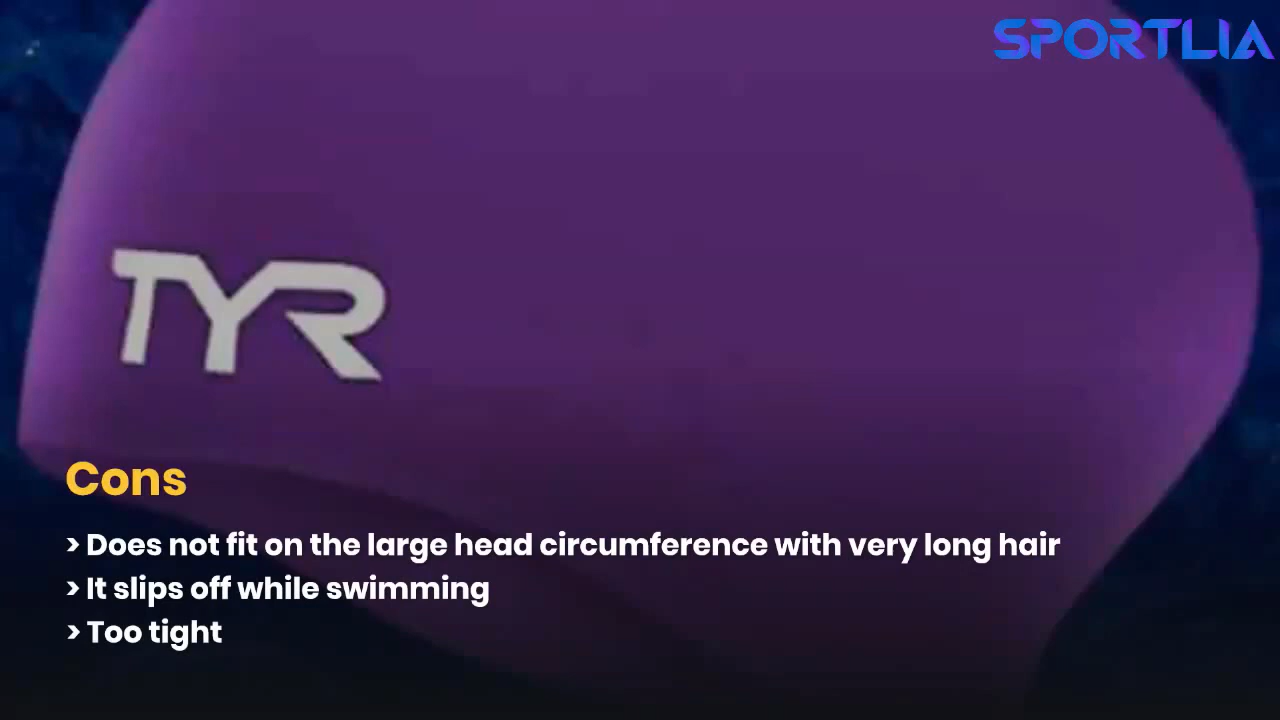 SPORTLIA
TYR
Cons
> Does not fit on the large head circumference with very long hair
> It slips off while swimming
> Too tight